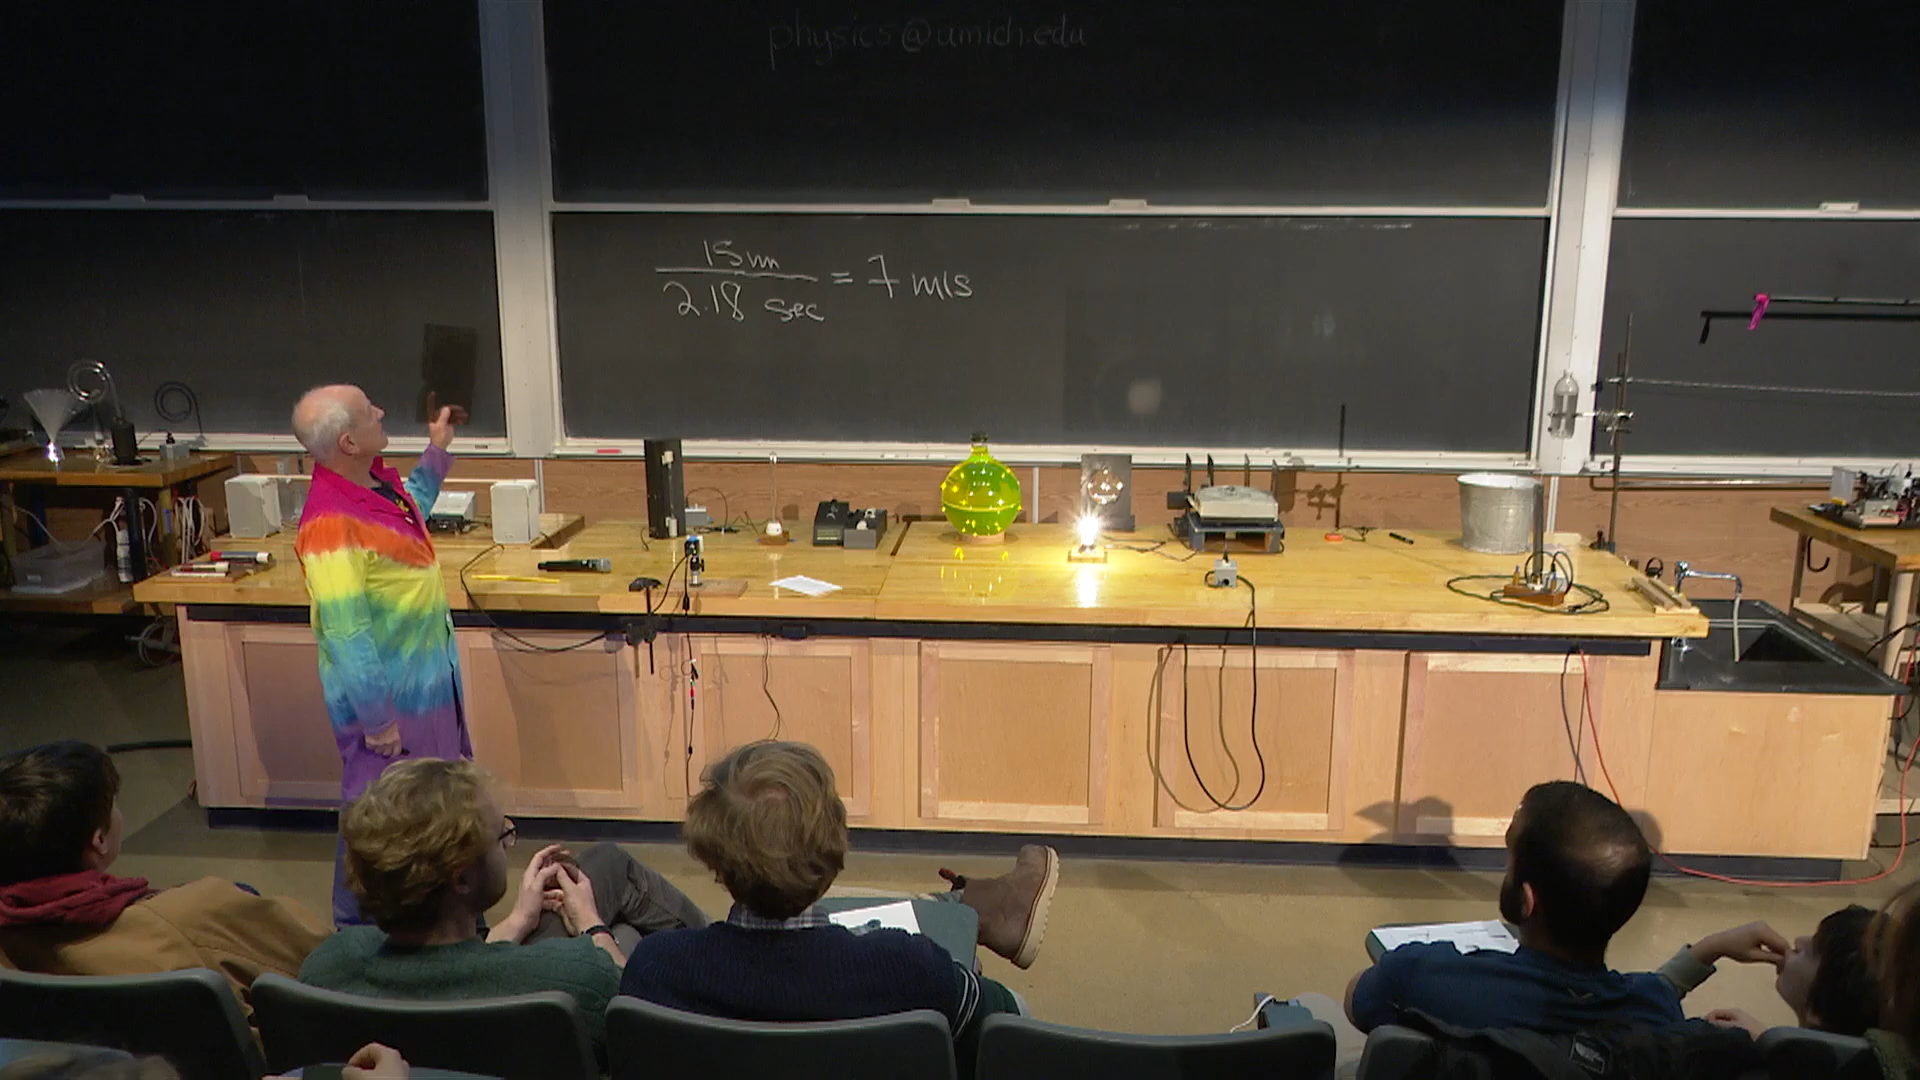 physics@umich.edu
15m
2.18 sec
= 7 m/s